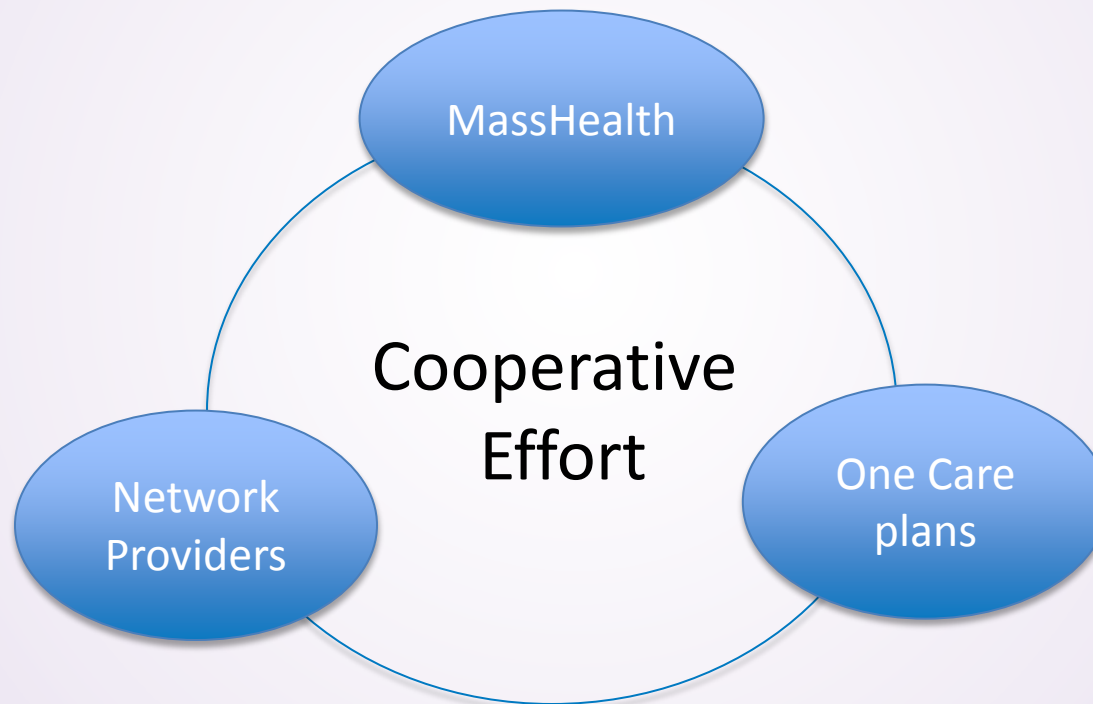 MassHealth
Cooperative
Effort
One Care
plans
Network
Providers